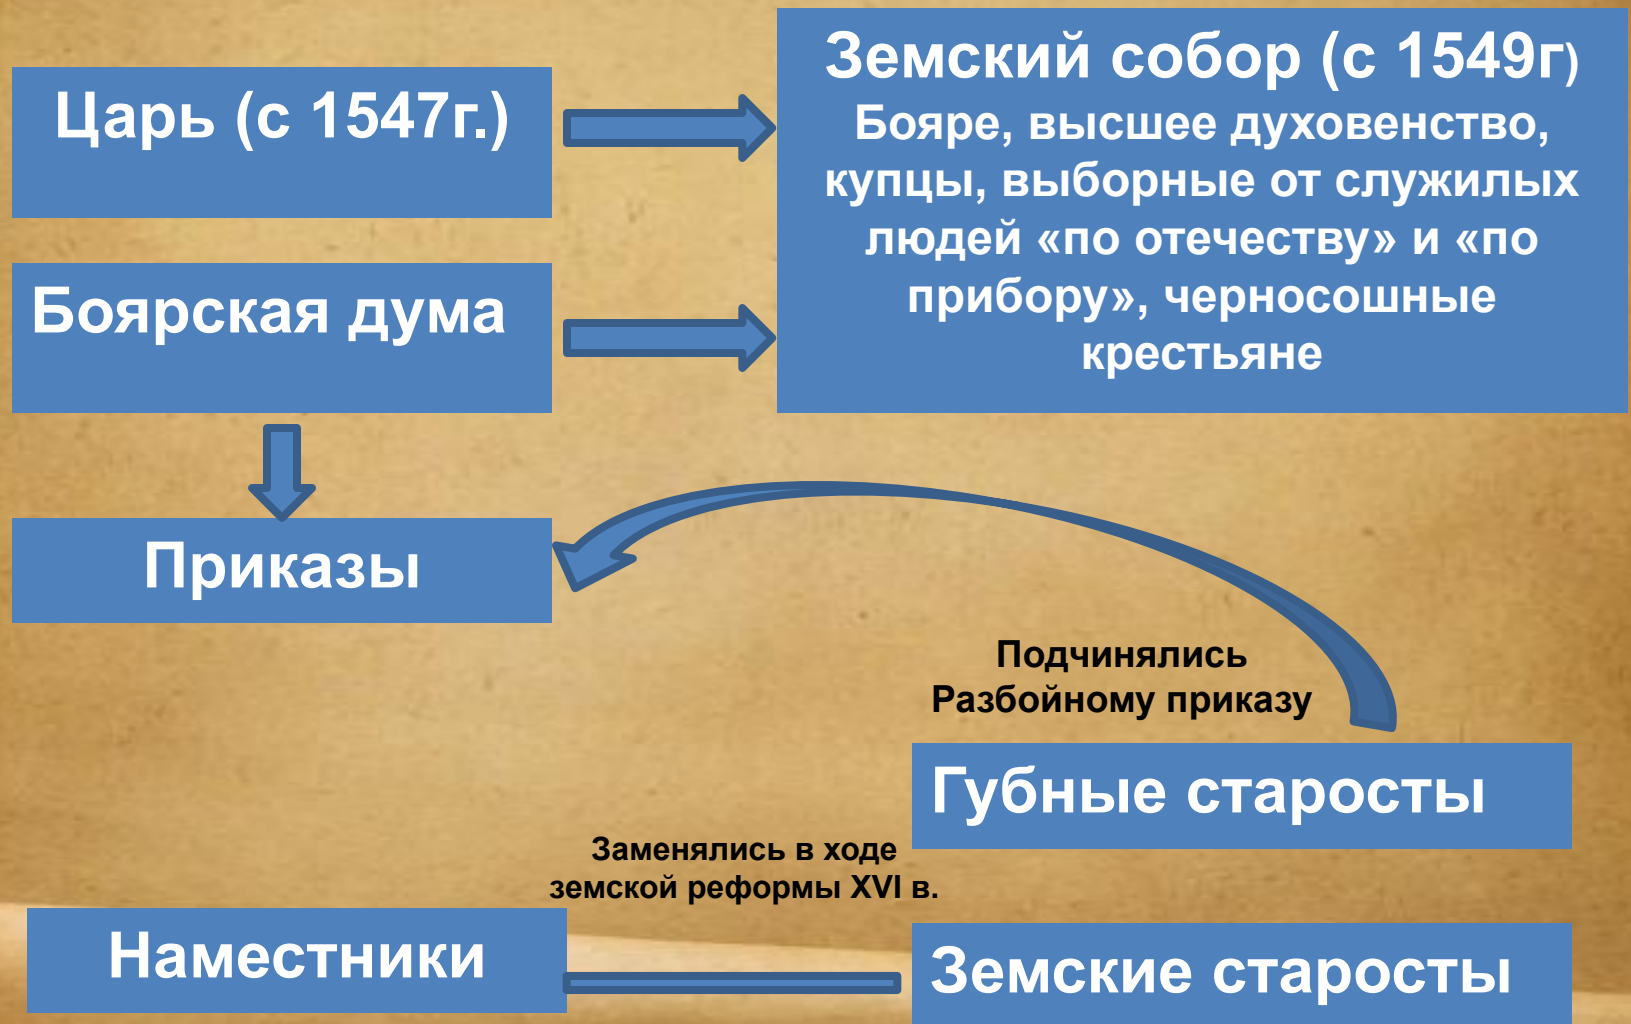 Царь (с 1547г.)
Земский собор (с 1549г)
Бояре, высшее духовенство,
купцы, выборные от служилых
людей «по отечеству» и «по
прибору», черносошные
крестьяне
Боярская дума
Приказы
Подчинялись
Разбойному приказу
Губные старосты
Заменялись в ходе
земской реформы XVI в.
Наместники
Земские старосты